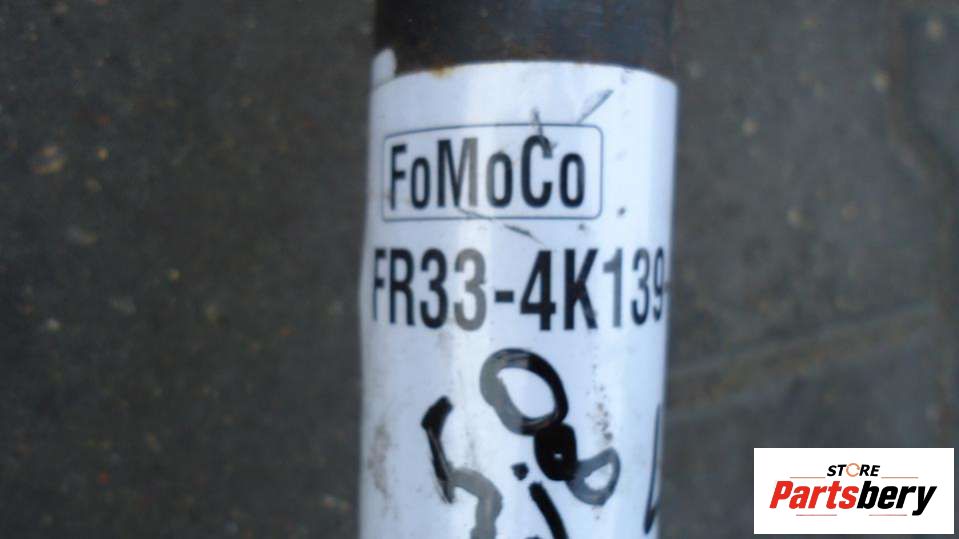 FoMoCo
FR33-4K139-
STORE
Partsbery